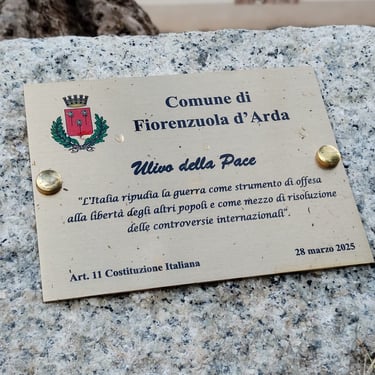 Comune di
Fiorenzuola d'Arda
Ulivo della Pace
"L'Italia ripudia la guerra come strumento di offesa
alla libertà degli altri popoli e come mezzo di risoluzione
delle controversie internazionali".
Art. 11 Costituzione Italiana
28 marzo 2025